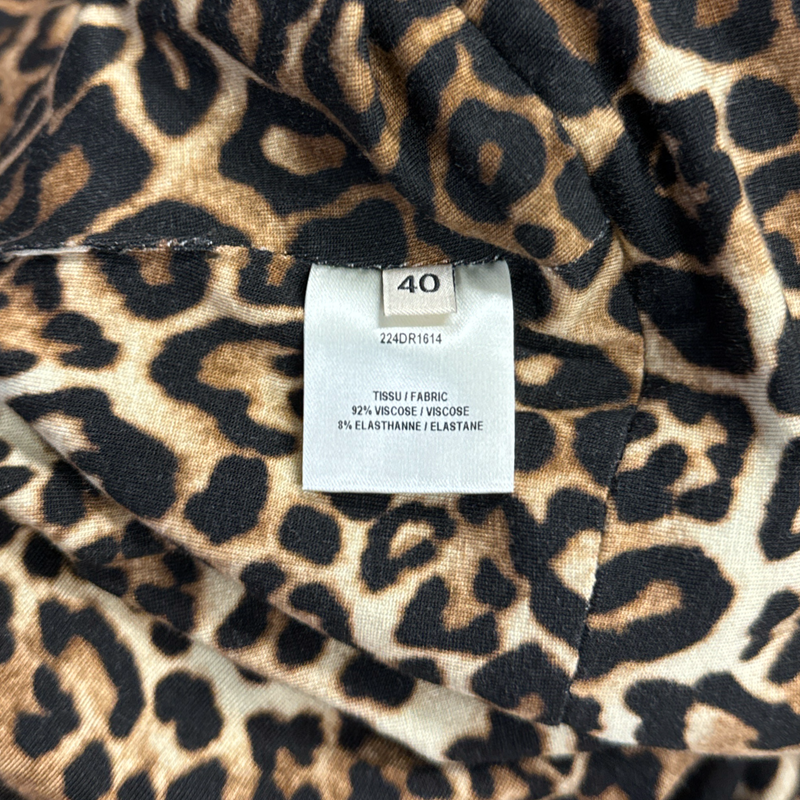 40
224DR1614
TISSU / FABRIC
92% VISCOSE / VISCOSE
8% ELASTHANNE / ELASTANE